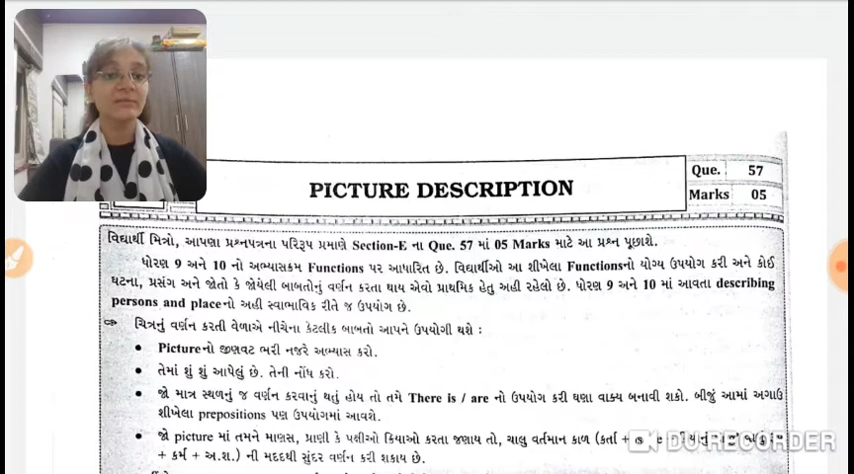 PICTURE DESCRIPTION
Que. 57
Marks 05
વિદ્યાર્થી મિત્રો, આપણા પ્રશ્નપત્રના પરિરૂપ પ્રમાણે Section-E ના Que. 57 માં 05 Marks માટે આ પ્રશ્ન પૂછાશે.
ધોરણ 9 અને 10 નો અભ્યાસક્રમ Functions પર આધારિત છે. વિદ્યાર્થીઓ આ શીખેલા Functionsનો યોગ્ય ઉપયોગ કરી અને કોઈ
ઘટના, પ્રસંગ અને જોતો કે જોયેલી બાબતોનું વર્ણન કરતા થાય એવો પ્રાથમિક હેતુ અહીં રહેલો છે. ધોરણ 9 અને 10 માં આવતા describing
persons and placeનો અહી સ્વાભાવિક રીતે જ ઉપયોગ છે.
ચિત્રનું વર્ણન કરતી વેળાએ નીચેના કેટલીક બાબતો આપને ઉપયોગી થશે :
• Pictureનો ઝીણવટ ભરી નજરે અભ્યાસ કરો.
• તેમાં શું શું આપેલું છે. તેની નોંધ કરો.
• જો માત્ર સ્થળનું જ વર્ણન કરવાનું થતું હોય તો તમે There is / are નો ઉપયોગ કરી ઘણા વાક્ય બનાવી શકો. બીજું આમાં અગાઉ
શીખેલા prepositions પણ ઉપયોગમાં આવશે.
• જો picture માં તમને માણસ, પ્રાણી કે પક્ષીઓ ક્રિયાઓ કરતા જણાય તો, ચાલુ વર્તમાન કાળ (કર્તા +
+ કર્મ + અ.શ.) ની મદદથી સુંદર વર્ણન કરી શકાય છે.
DU RECORDER